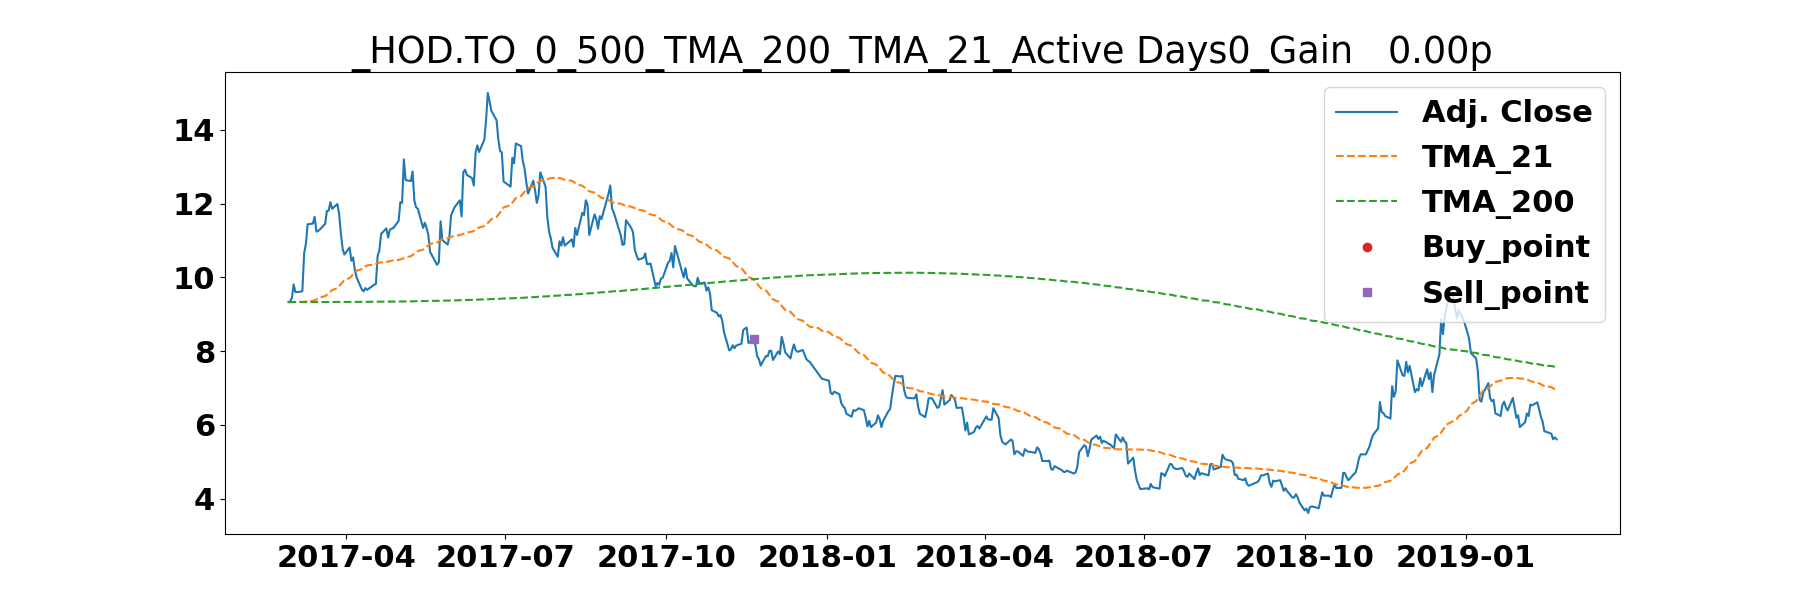 _HOD.TO_0_500_TMA_200_TMA_21_Active Days0_Gain   0.00p
14
12
10
8
6
4
Adj. Close
TMA_21
TMA_200
Buy_point
Sell_point
2017-04 2017-07 2017-10 2018-01 2018-04 2018-07 2018-10 2019-01